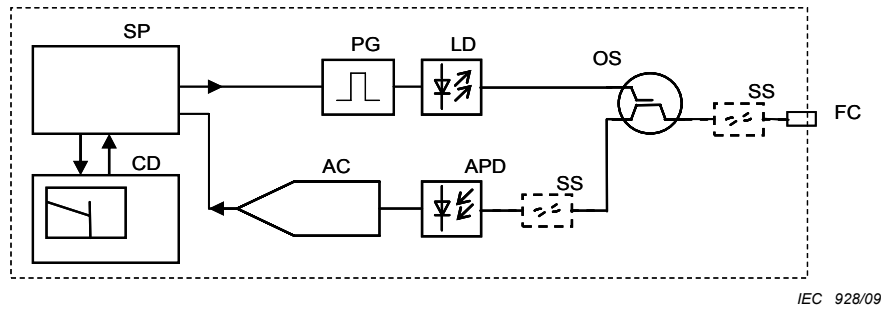 SP
PG
LD
OS
SS
FC
CD
AC
APD
SS
IEC 928/09